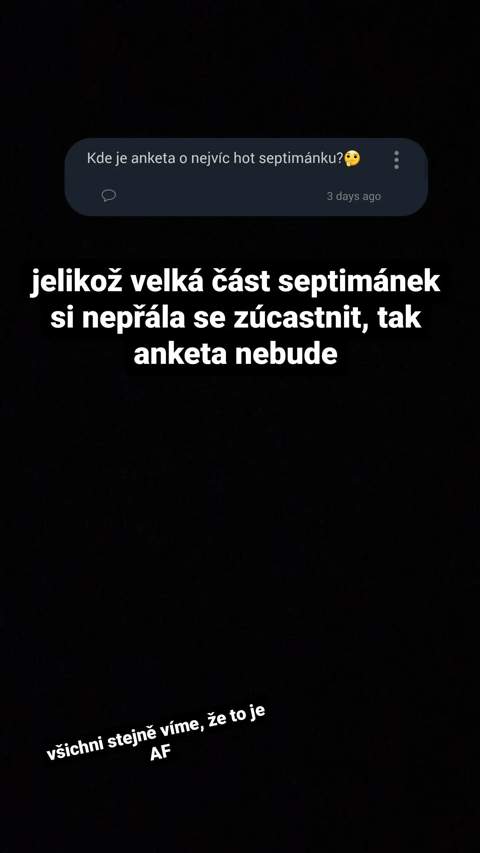 Kde je anketa o nejvíc hot septimánku?🤔
3 days ago
jelikož velká část septimánek
si nepřála se zúcastnit, tak
anketa nebude
všichni stejně víme, že to je
AF